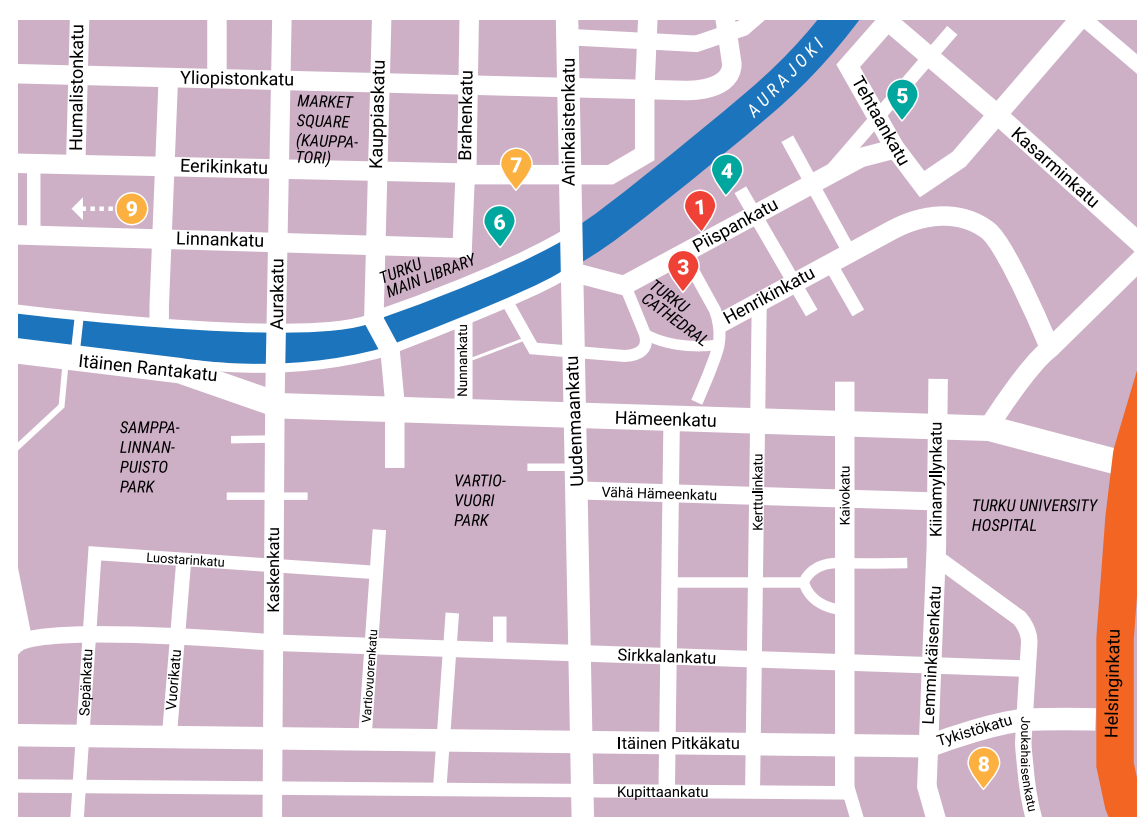 Humalistonkatu
Yliopistonkatu
MARKET
SQUARE
(KAUPPA-
TORI)
Kauppiaskatu
Brahenkatu
Aninkaistenkatu
AURAJOKI
Tehtaankatu
5
Kasarminkatu
Eerikinkatu
7
4
9
6
1
Piispankatu
Linnankatu
3
TURKU
MAIN LIBRARY
TURKU
CATHEDRAL
Henrikinkatu
Aurakatu
Nunnankatu
Itäinen Rantakatu
Uudenmaankatu
Hämeenkatu
SAMPPA-
LINNAN-
PUISTO
PARK
VARTIO-
VUORI
PARK
Vähä Hämeenkatu
Kerttulinkatu
Kaivokatu
Kiinamyllynkatu
TURKU UNIVERSITY
HOSPITAL
Luostarinkatu
Kaskenkatu
Sepänkatu
Vuorikatu
Vartiovuorenkatu
Sirkkalankatu
Lemminkäisenkatu
Helsinginkatu
Itäinen Pitkäkatu
Tykistökatu
Joukahaisenkatu
8
Kupittaankatu